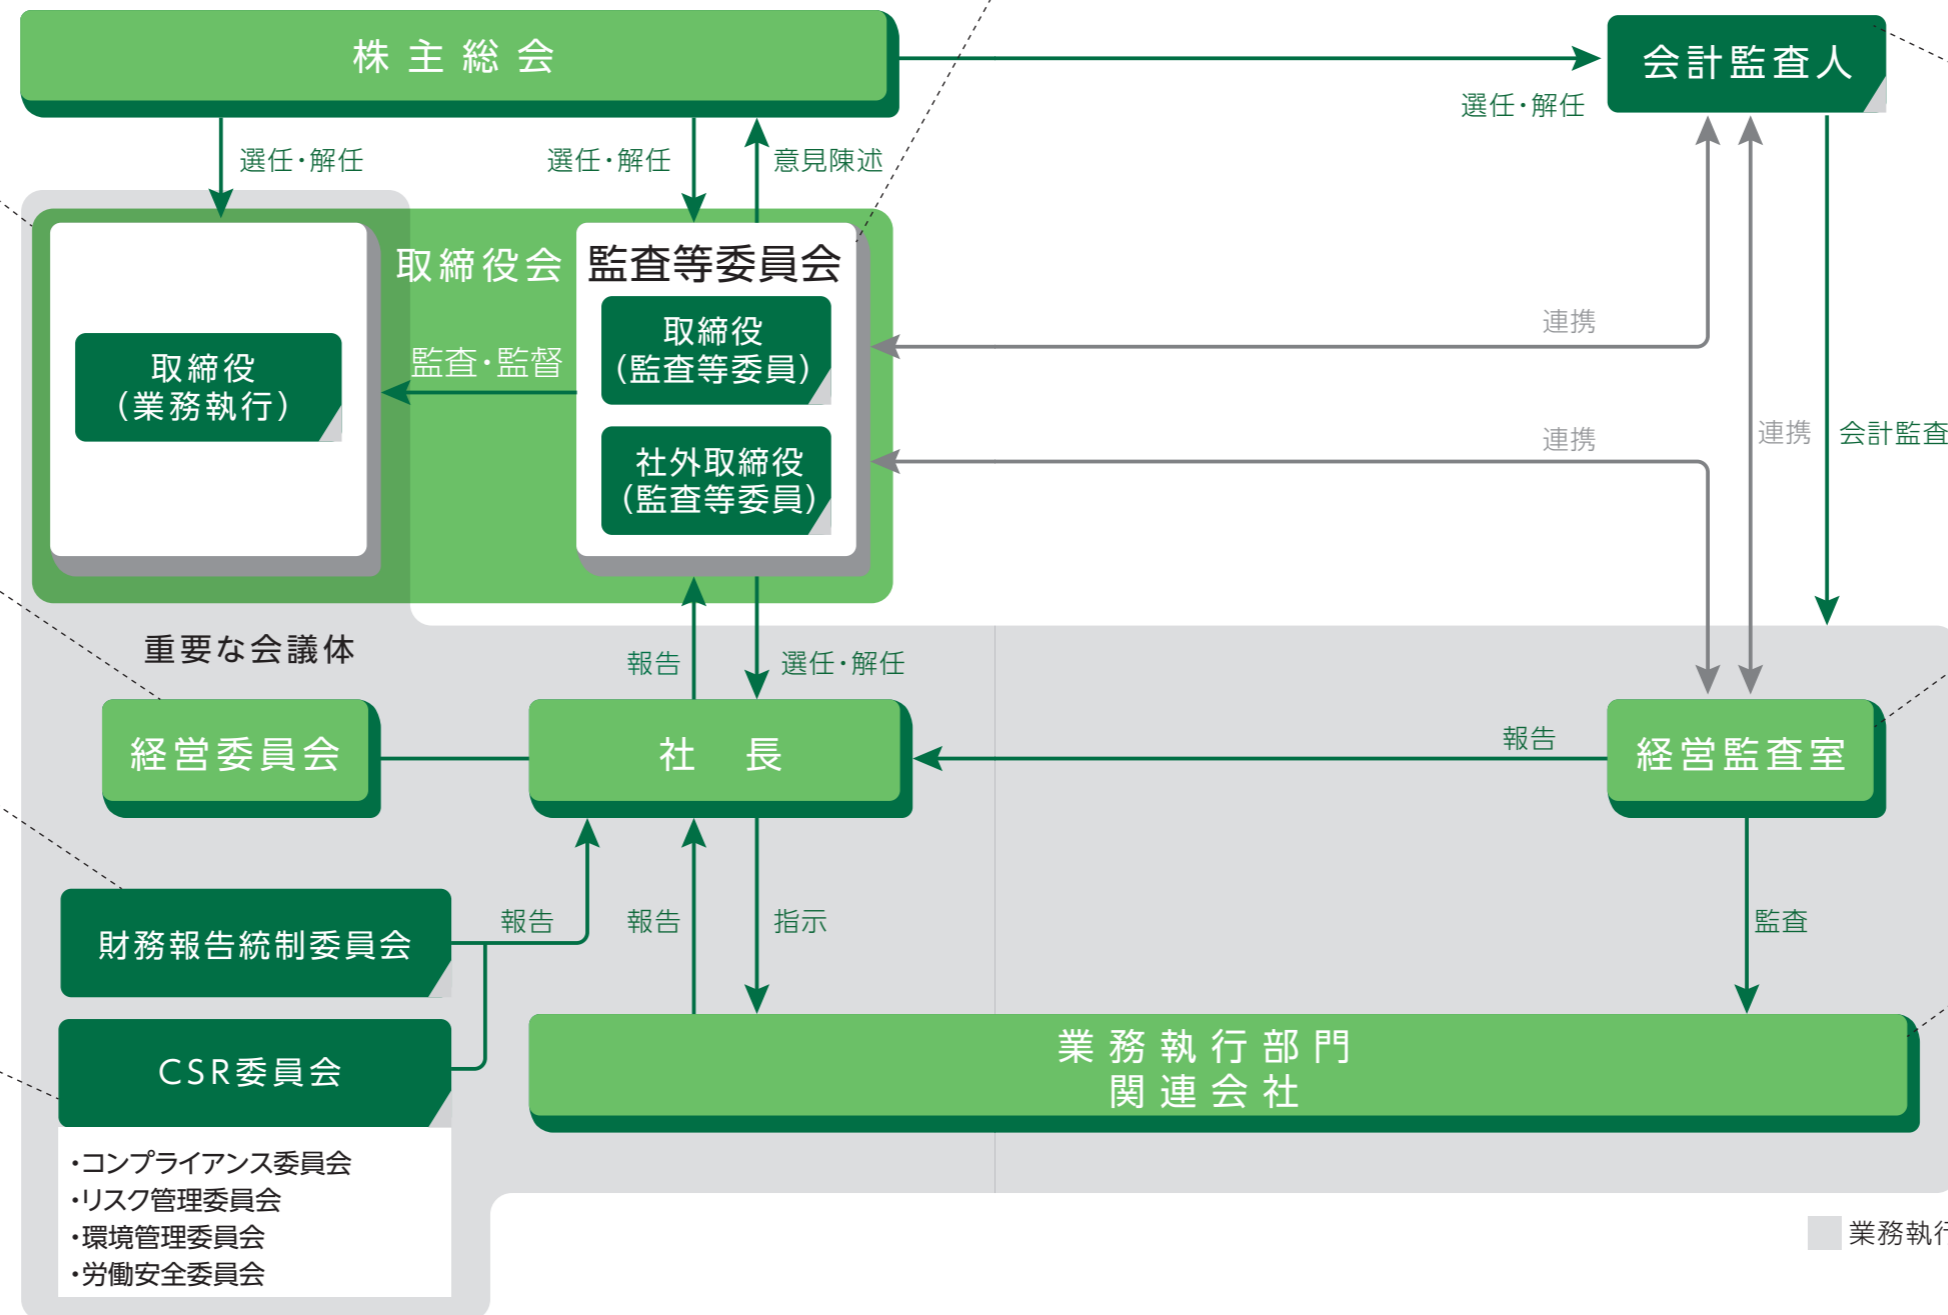 株主総会
会計監査人
選任・解任
選任・解任
選任・解任
意見陳述
取締役会
監査等委員会
取締役
（業務執行）
監査・監督
取締役
（監査等委員）
社外取締役
（監査等委員）
連携
連携
連携
会計監査
重要な会議体
報告
選任・解任
経営委員会
社長
報告
経営監査室
財務報告統制委員会
報告
報告
指示
監査
CSR委員会
業務執行部門
関連会社
・コンプライアンス委員会
・リスク管理委員会
・環境管理委員会
・労働安全委員会
業務執行